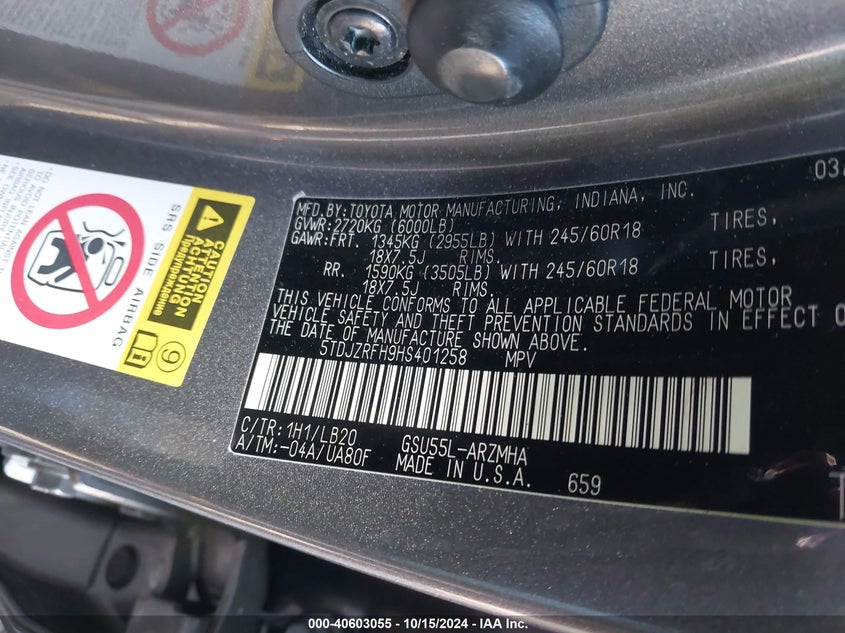 03/
MFD.BY:TOYOTA MOTOR MANUFACTURING, INDIANA, INC.
GVWR:2720KG (6000LB)
GAWR:FRT. 1345KG (2955LB) WITH 245/60R18 TIRES,
18X7.5J RIMS.
RR. 1590KG (3505LB) WITH 245/60R18 TIRES,
18X7.5J RIMS.
THIS VEHICLE CONFORMS TO ALL APPLICABLE FEDERAL MOTOR
VEHICLE SAFETY AND THEFT PREVENTION STANDARDS IN EFFECT O
THE DATE OF MANUFACTURE SHOWN ABOVE.
5TDJZRFH9HS401258 MPV
C/TR:1H1/LB20 GSU55L-ARZMHA
A/TM:-04A/UA80F MADE IN U.S.A. 659
SRS SIDE AIRBAG
CAUTION
ATTENTION
ACHTUNG
Предупреждение
9
000-40603055 - 10/15/2024 - IAA Inc.